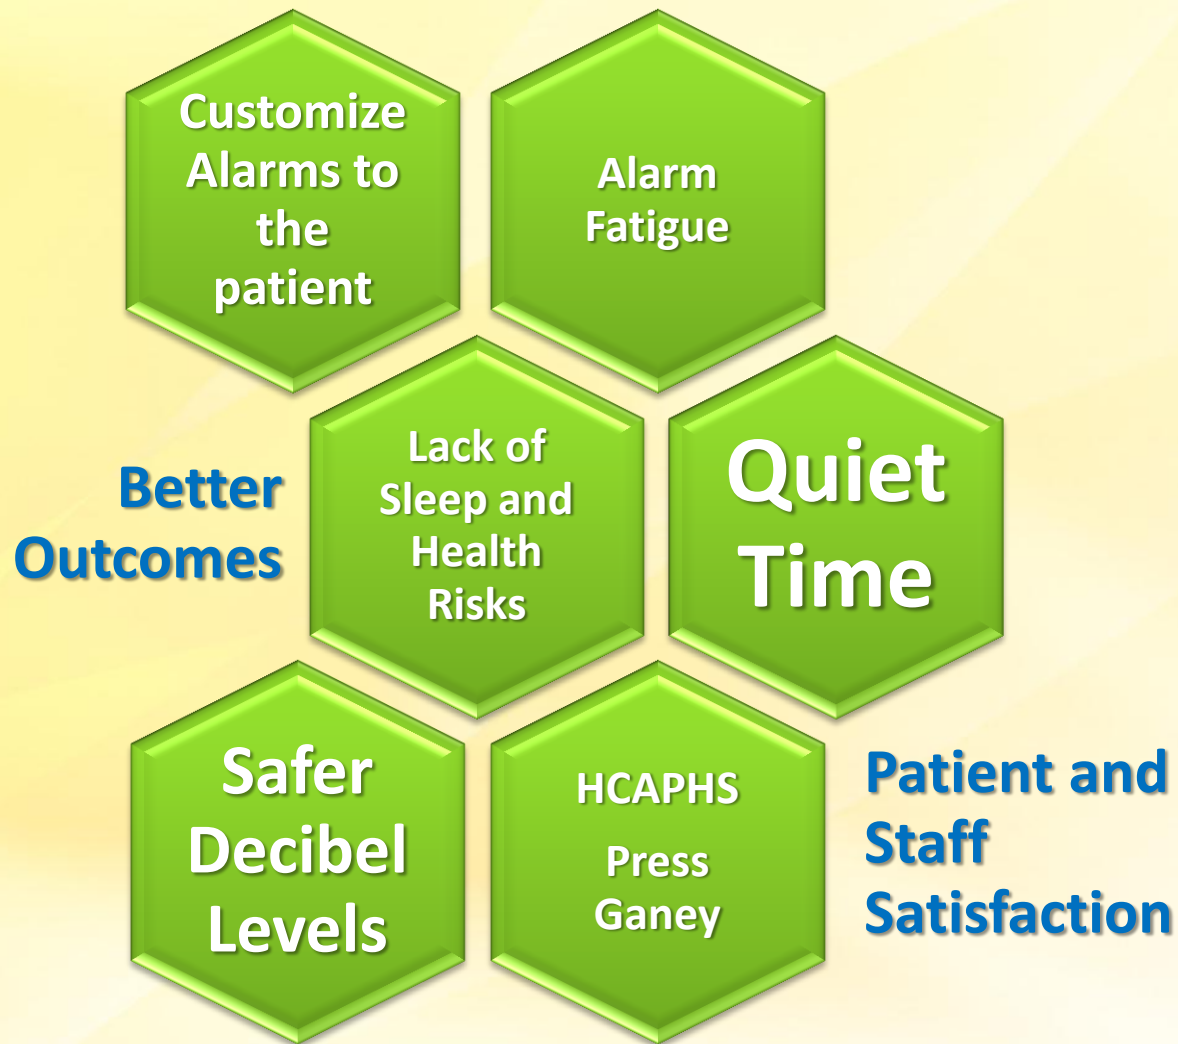 Customize
Alarms to
the
patient
Alarm
Fatigue
Better
Outcomes
Lack of
Sleep and
Health
Risks
Quiet
Time
Safer
Decibel
Levels
HCAPHS
Press
Ganey
Patient and
Staff
Satisfaction